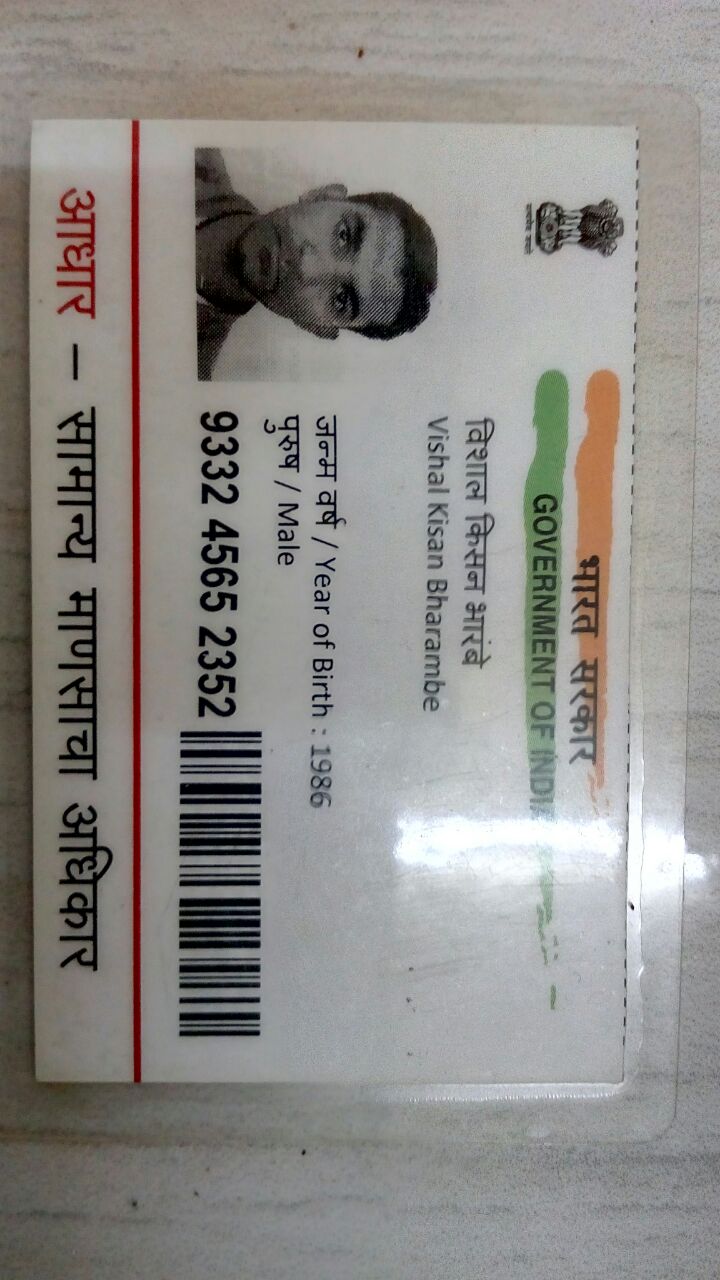 भारत सरकार
GOVERNMENT OF INDIA
विशाल किसन भारंबे
Vishal Kisan Bharambe
जन्म वर्ष / Year of Birth : 1986
पुरुष / Male
9332 4565 2352
आधार – सामान्य माणसाचा अधिकार